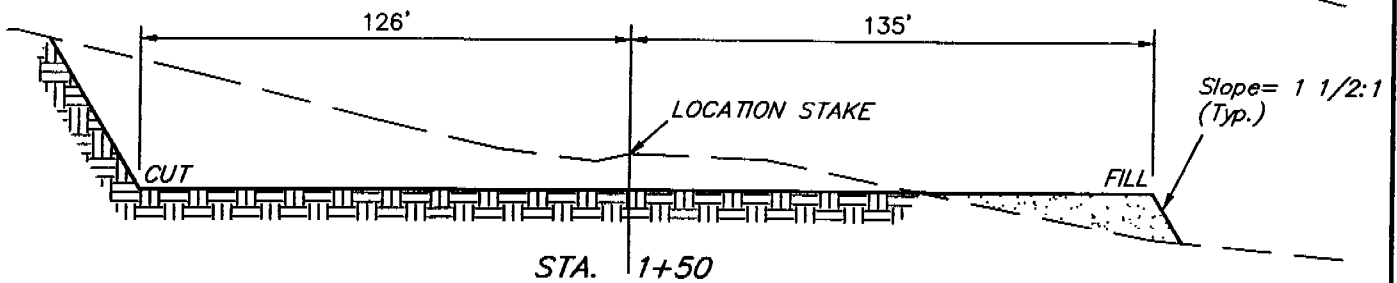 126'
135'
Slope= 1 1/2:1
(Typ.)
LOCATION STAKE
CUT
FILL
STA. 1+50